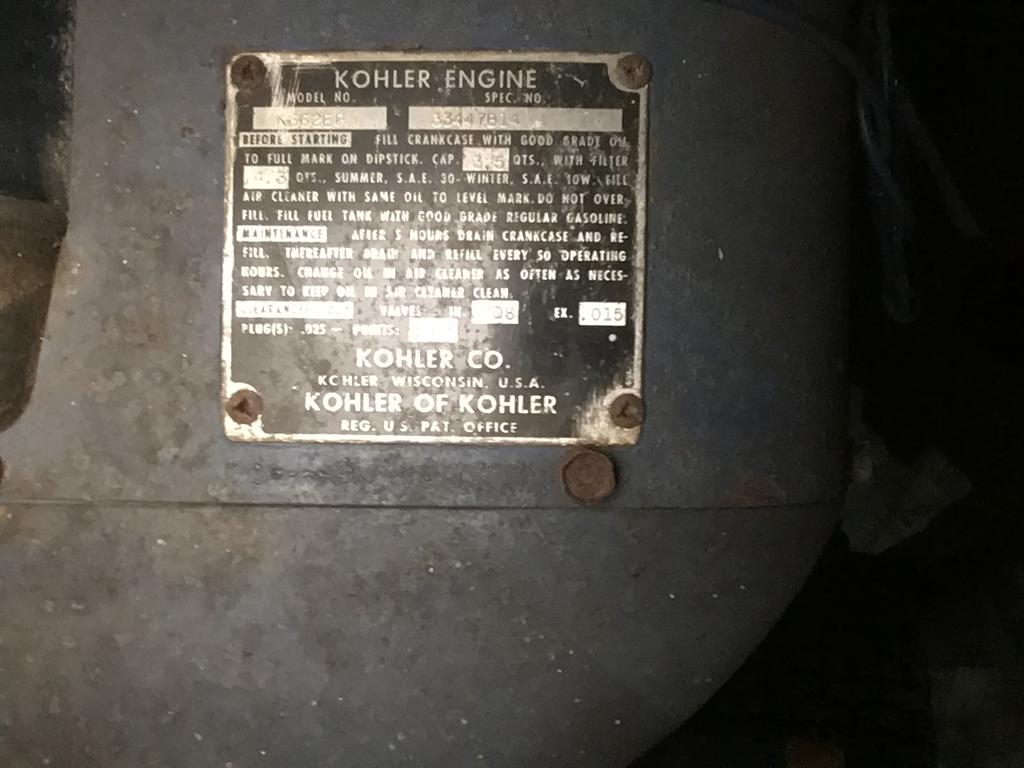 KOHLER ENGINE
MODEL NO. SPEC. NO.
33447B14
BEFORE STARTING FILL CRANKCASE WITH GOOD GRADE OIL
TO FULL MARK ON DIPSTICK. CAP. 3.5 QTS., WITH FILTER
4.3 QTS., SUMMER, S.A.E. 30- WINTER, S.A.E. 10W. FILL
AIR CLEANER WITH SAME OIL TO LEVEL MARK. DO NOT OVER-
FILL. FILL FUEL TANK WITH GOOD GRADE REGULAR GASOLINE.
MAINTENANCE AFTER 5 HOURS DRAIN CRANKCASE AND RE-
FILL. THEREAFTER DRAIN AND REFILL EVERY 50 OPERATING
HOURS. CHANGE OIL IN AIR CLEANER AS OFTEN AS NECES-
SARY TO KEEP OIL IN AIR CLEANER CLEAN.
VALVES: IN. EX. .015
PLUG(S)- .025 - POINTS:
KOHLER CO.
KOHLER, WISCONSIN, U.S.A.
KOHLER OF KOHLER
REG. U.S. PAT. OFFICE